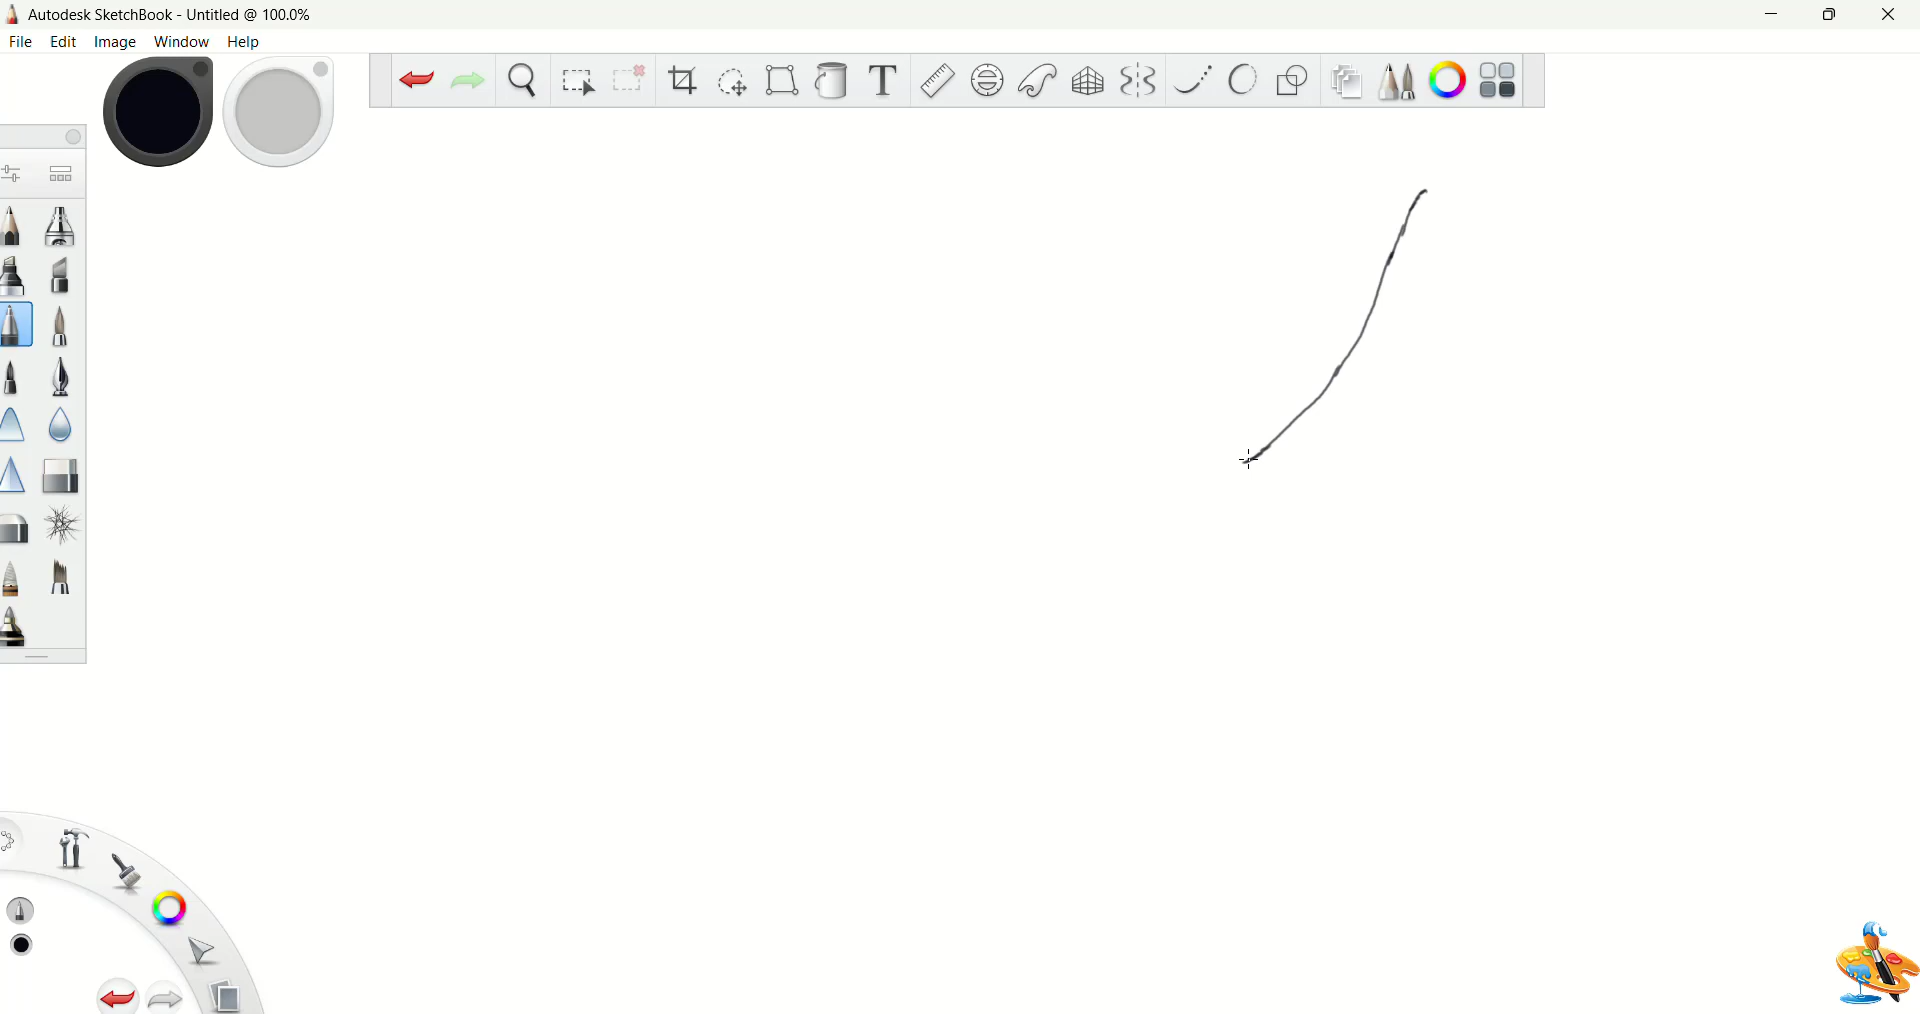 Autodesk SketchBook - Untitled @ 100.0%
File Edit Image Window Help
T